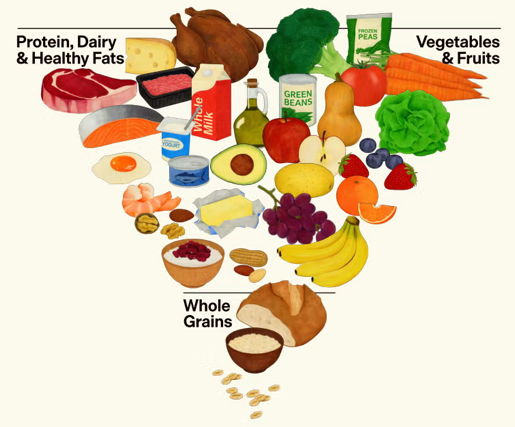 Protein, Dairy
& Healthy Fats
Vegetables
& Fruits
FROZEN
PEAS
Whole
Milk
GREEN
BEANS
YOGURT
Whole
Grains